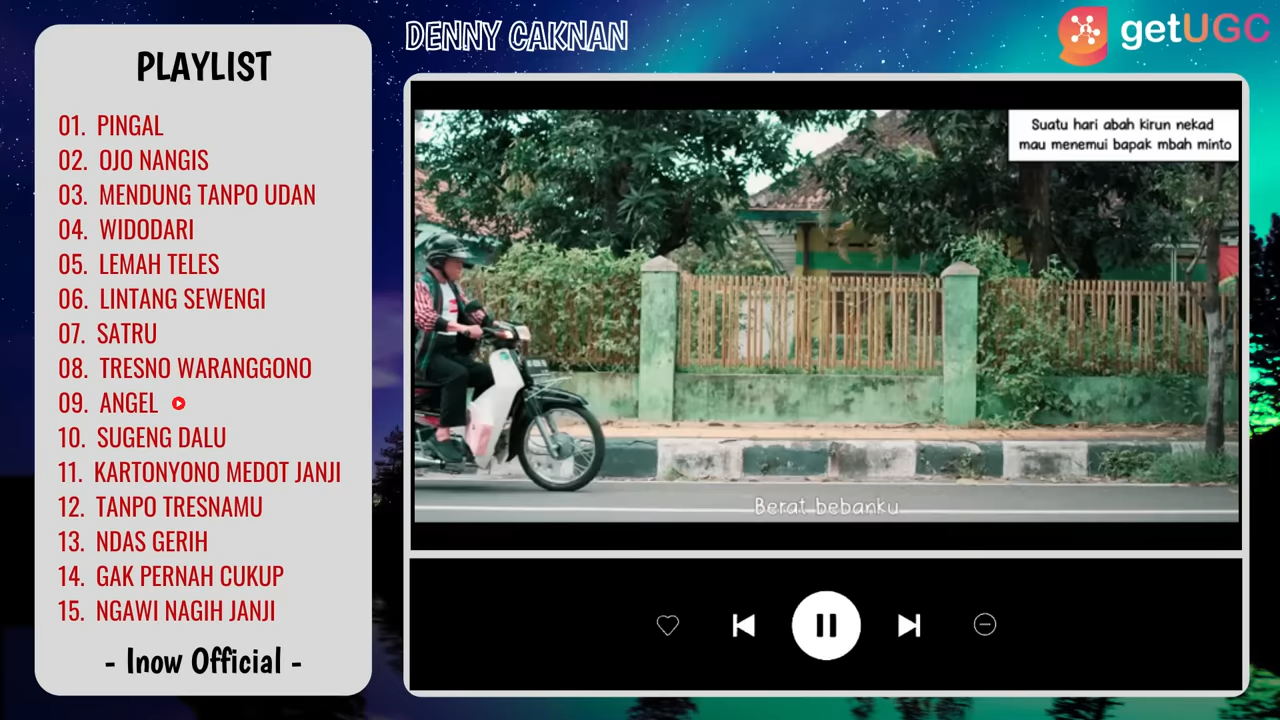 DENNY CAKNAN
getUGC
PLAYLIST
01. PINGAL
02. OJO NANGIS
03. MENDUNG TANPO UDAN
04. WIDODARI
05. LEMAH TELES
06. LINTANG SEWENGI
07. SATRU
08. TRESNO WARANGGONO
09. ANGEL
10. SUGENG DALU
11. KARTONYONO MEDOT JANJI
12. TANPO TRESNAMU
13. NDAS GERIH
14. GAK PERNAH CUKUP
15. NGAWI NAGIH JANJI
- Inow Official -
Suatu hari abah kirun nekad
mau menemui bapak mbah minto
Berat bebanku